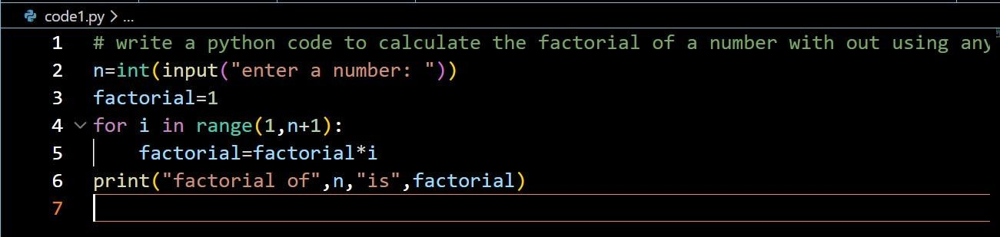 code1.py > ...
1 # write a python code to calculate the factorial of a number with out using any
2 n=int(input("enter a number: "))
3 factorial=1
4 for i in range(1,n+1):
5     factorial=factorial*i
6 print("factorial of",n,"is",factorial)
7